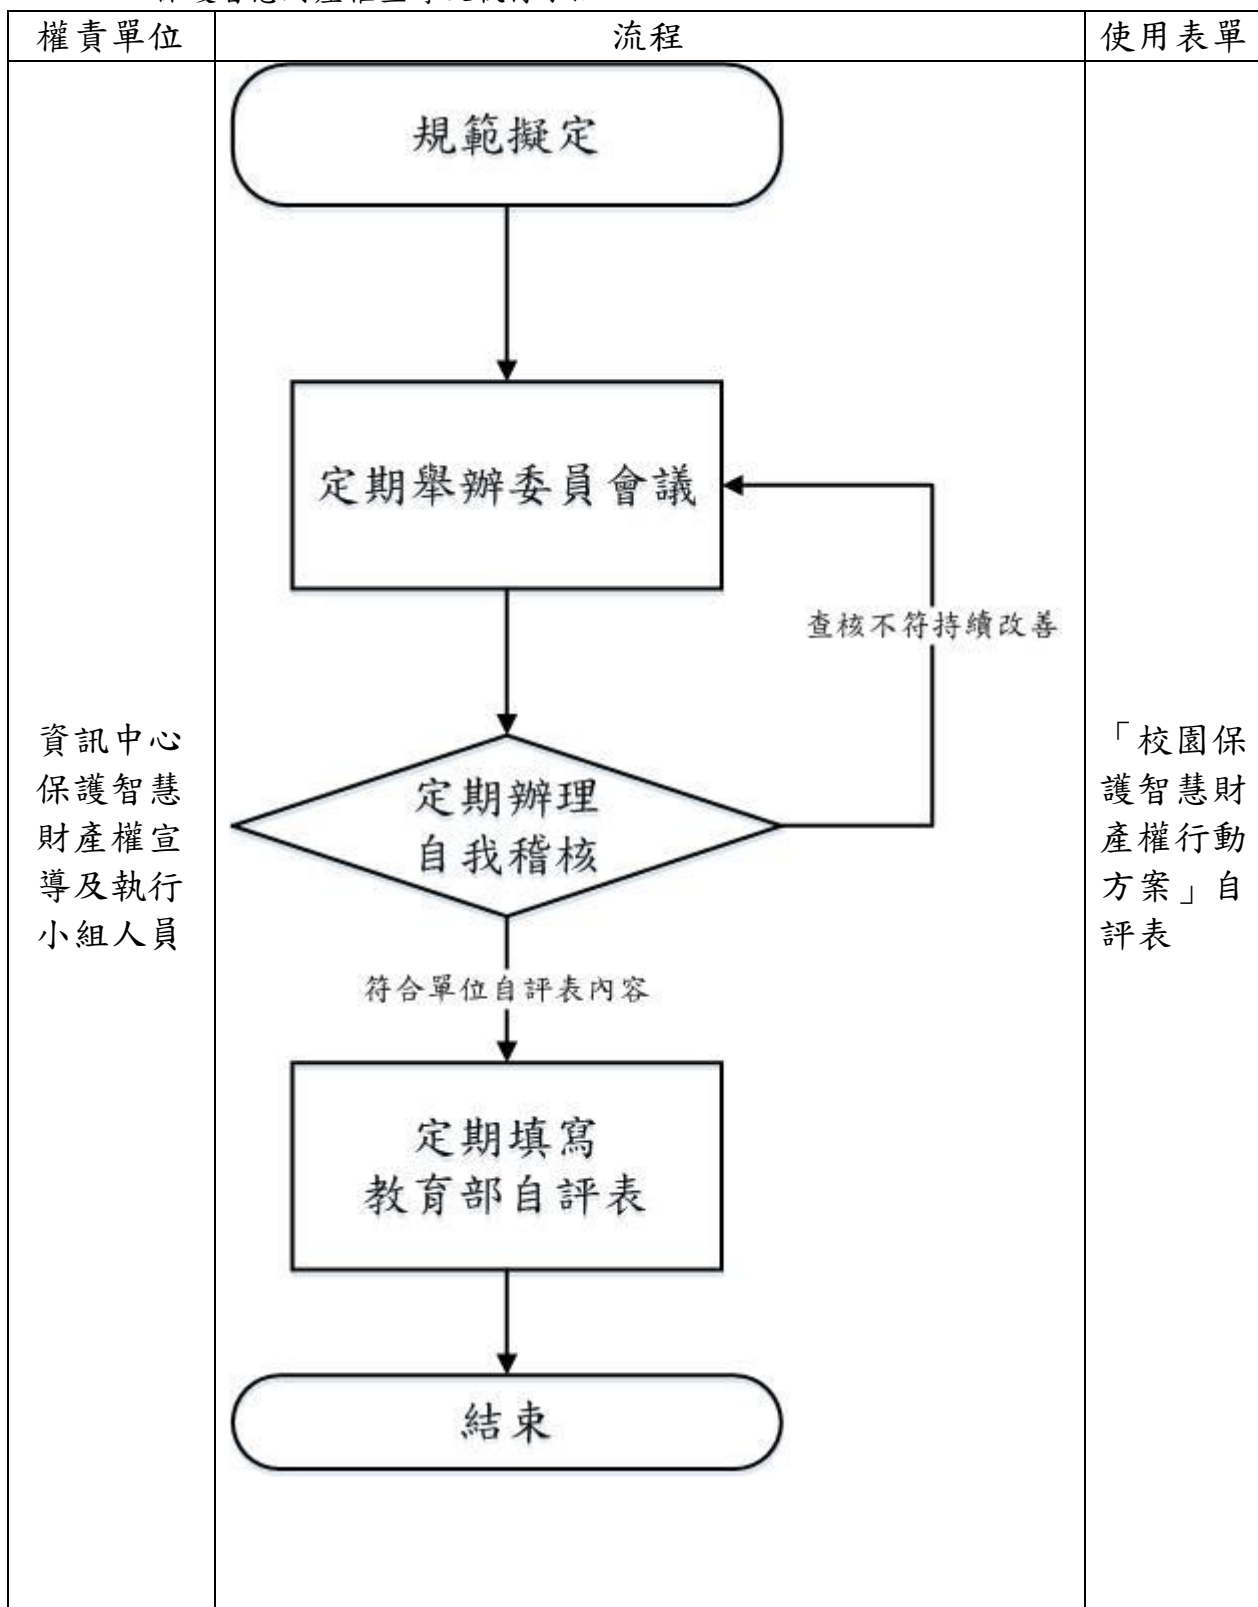 權責單位
流程
使用表單
資訊中心
保護智慧
財產權宣
導及執行
小組人員
規範擬定
定期舉辦委員會議
查核不符持續改善
定期辦理
自我稽核
符合單位自評表內容
定期填寫
教育部自評表
結束
「校園保
護智慧財
產權行動
方案」自
評表